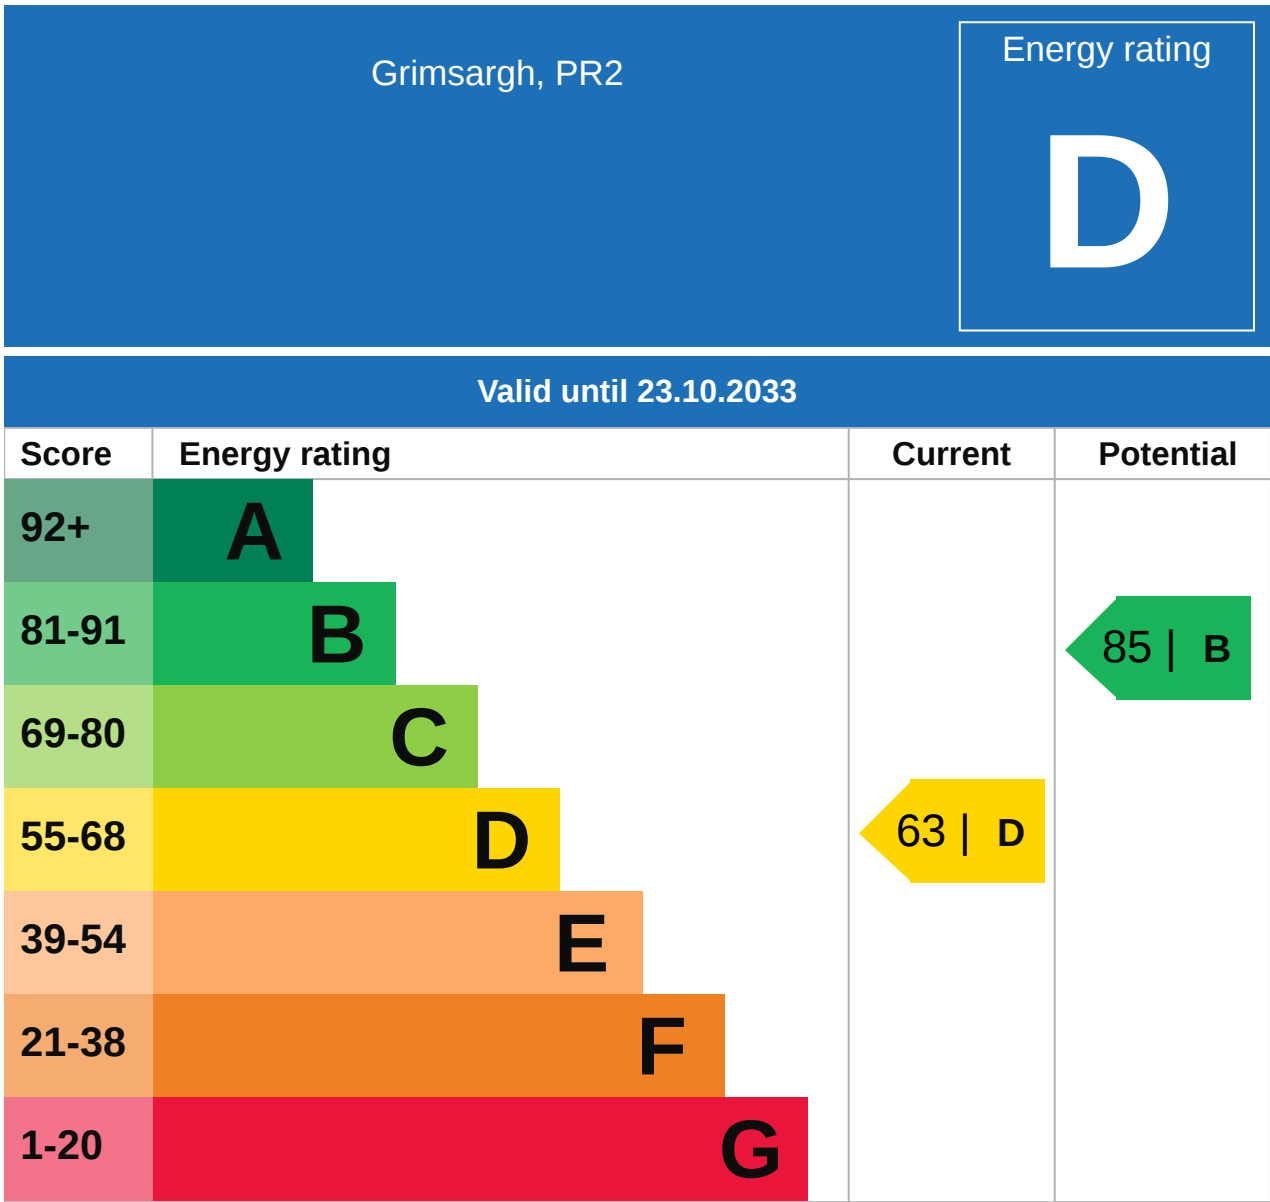 Grimsargh, PR2
Energy rating
D
Valid until 23.10.2033
Score Energy rating Current Potential
92+ A
81-91 B 85 | B
69-80 C
55-68 D 63 | D
39-54 E
21-38 F
1-20 G